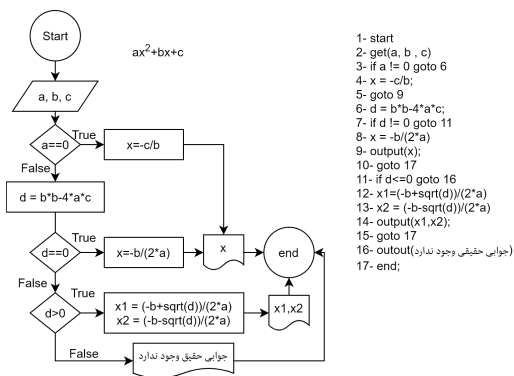 Start
ax²+bx+c
a, b, c
a==0
True
x=-c/b
False
d = b*b-4*a*c
d==0
True
x=-b/(2*a)
x
end
False
d>0
True
x1 = (-b+sqrt(d))/(2*a)
x2 = (-b-sqrt(d))/(2*a)
x1,x2
False
جوابی حقیق وجود ندارد
1- start
2- get(a, b , c)
3- if a != 0 goto 6
4- x = -c/b;
5- goto 9
6- d = b*b-4*a*c;
7- if d != 0 goto 11
8- x = -b/(2*a)
9- output(x);
10- goto 17
11- if d<=0 goto 16
12- x1=(-b+sqrt(d))/(2*a)
13- x2 = (-b-sqrt(d))/(2*a)
14- output(x1,x2);
15- goto 17
16- outout(جوابی حقیقی وجود ندارد)
17- end;